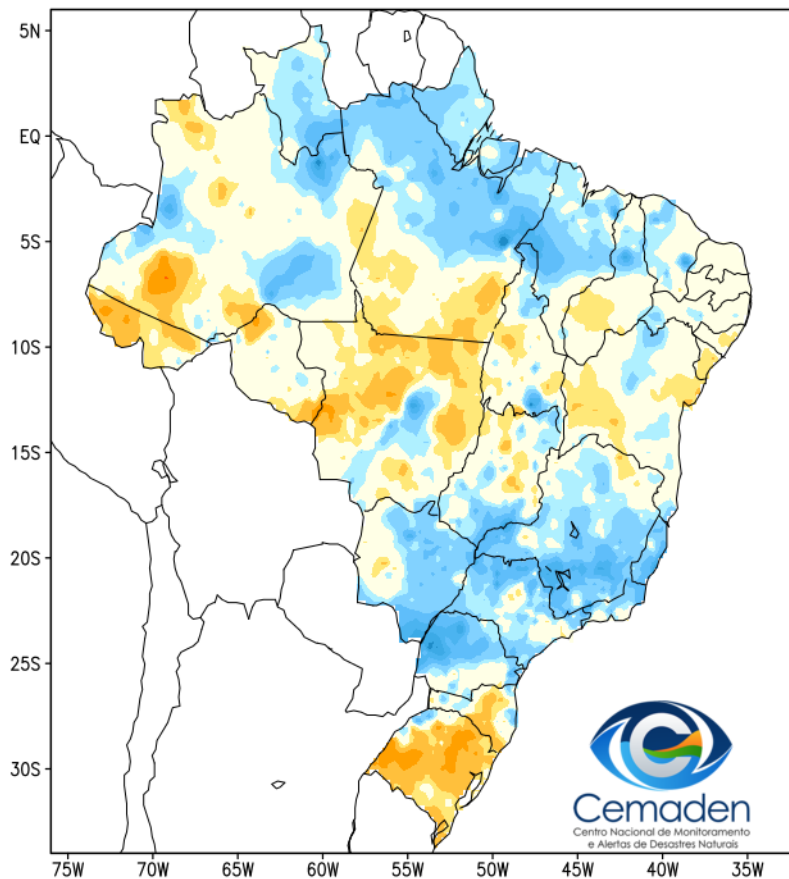 5N
EQ
5S
10S
15S
20S
25S
30S
75W 70W 65W 60W 55W 50W 45W 40W 35W
Cemaden
Centro Nacional de Monitoramento
e Alertas de Desastres Naturais